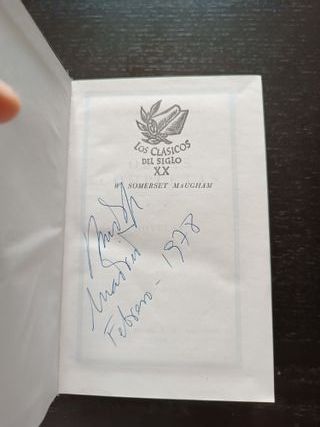 LOS CLÁSICOS
DEL SIGLO
XX
W. SOMERSET MAUGHAM
Madrid
Febrero - 1978